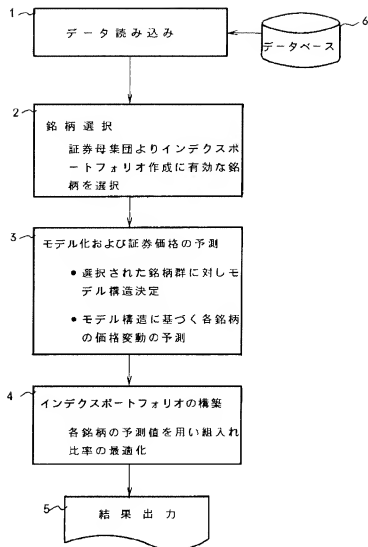 1
データ読み込み
6
データベース
2
銘柄選択
証券母集団よりインデクスポ
ートフォリオ作成に有効な銘
柄を選択
3
モデル化および証券価格の予測
• 選択された銘柄群に対しモ
デル構造決定
• モデル構造に基づく各銘柄
の価格変動の予測
4
インデクスポートフォリオの構築
各銘柄の予測値を用い組入れ
比率の最適化
5
結果出力